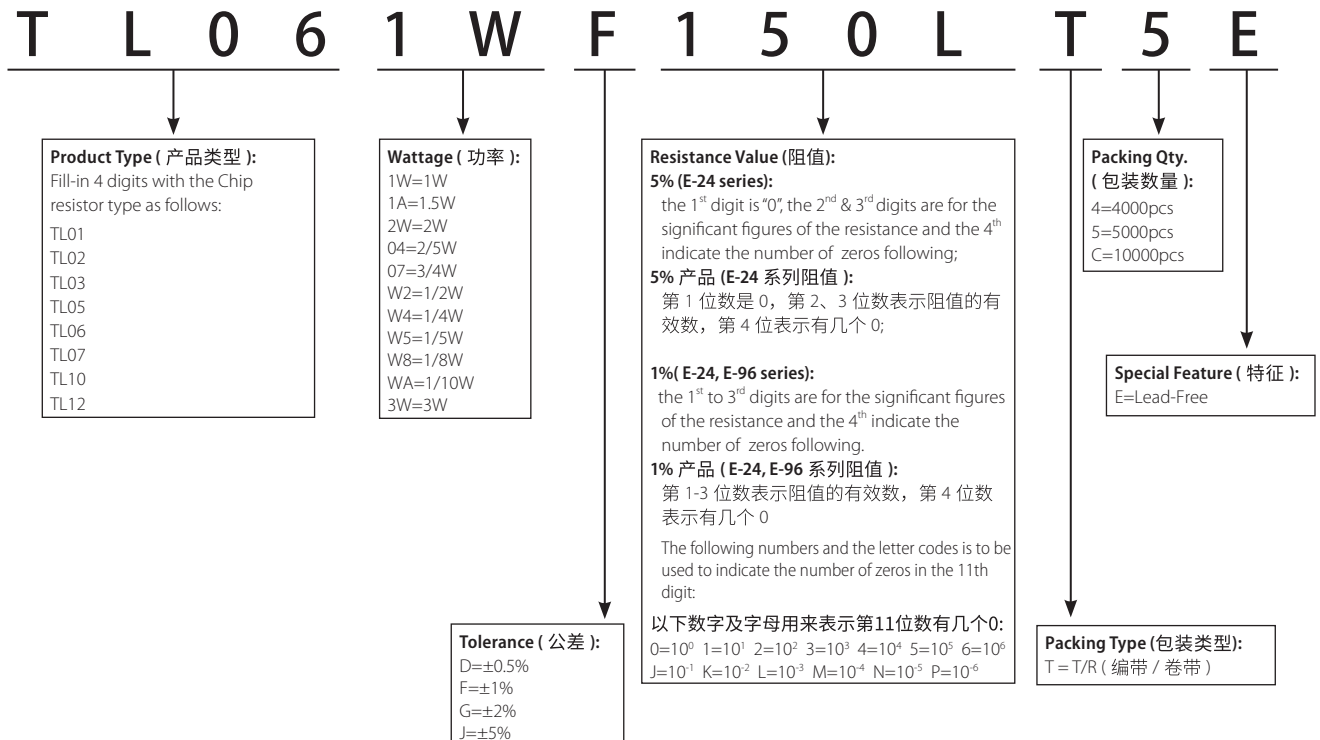 T L 0 6 1 W F 1 5 0 L T 5 E
Product Type ( 产品类型 ):
Fill-in 4 digits with the Chip
resistor type as follows:
TL01
TL02
TL03
TL05
TL06
TL07
TL10
TL12
Wattage ( 功率 ):
1W=1W
1A=1.5W
2W=2W
04=2/5W
07=3/4W
W2=1/2W
W4=1/4W
W5=1/5W
W8=1/8W
WA=1/10W
3W=3W
Tolerance ( 公差 ):
D=±0.5%
F=±1%
G=±2%
J=±5%
Resistance Value (阻值):
5% (E-24 series):
the 1st digit is “0”, the 2nd & 3rd digits are for the
significant figures of the resistance and the 4th
indicate the number of zeros following;
5% 产品 (E-24 系列阻值 ):
第 1 位数是 0，第 2、3 位数表示阻值的有
效数，第 4 位表示有几个 0;
1%( E-24, E-96 series):
the 1st to 3rd digits are for the significant figures
of the resistance and the 4th indicate the
number of zeros following.
1% 产品 ( E-24, E-96 系列阻值 ):
第 1-3 位数表示阻值的有效数，第 4 位数
表示有几个 0
The following numbers and the letter codes is to be
used to indicate the number of zeros in the 11th
digit:
以下数字及字母用来表示第11位数有几个0:
0=10⁰ 1=10¹ 2=10² 3=10³ 4=10⁴ 5=10⁵ 6=10⁶
J=10⁻¹ K=10⁻² L=10⁻³ M=10⁻⁴ N=10⁻⁵ P=10⁻⁶
Packing Type (包装类型):
T = T/R ( 编带 / 卷带 )
Packing Qty.
( 包装数量 ):
4=4000pcs
5=5000pcs
C=10000pcs
Special Feature ( 特征 ):
E=Lead-Free